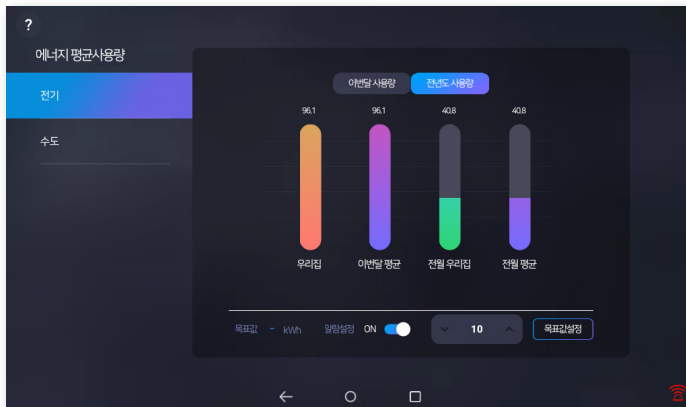 ?
에너지 평균사용량
전기
수도
이번달 사용량 전년도 사용량
96.1 96.1 40.8 40.8
우리집 이번달 평균 전월 우리집 전월 평균
목표값 - kWh 알람설정 ON 10 목표값설정